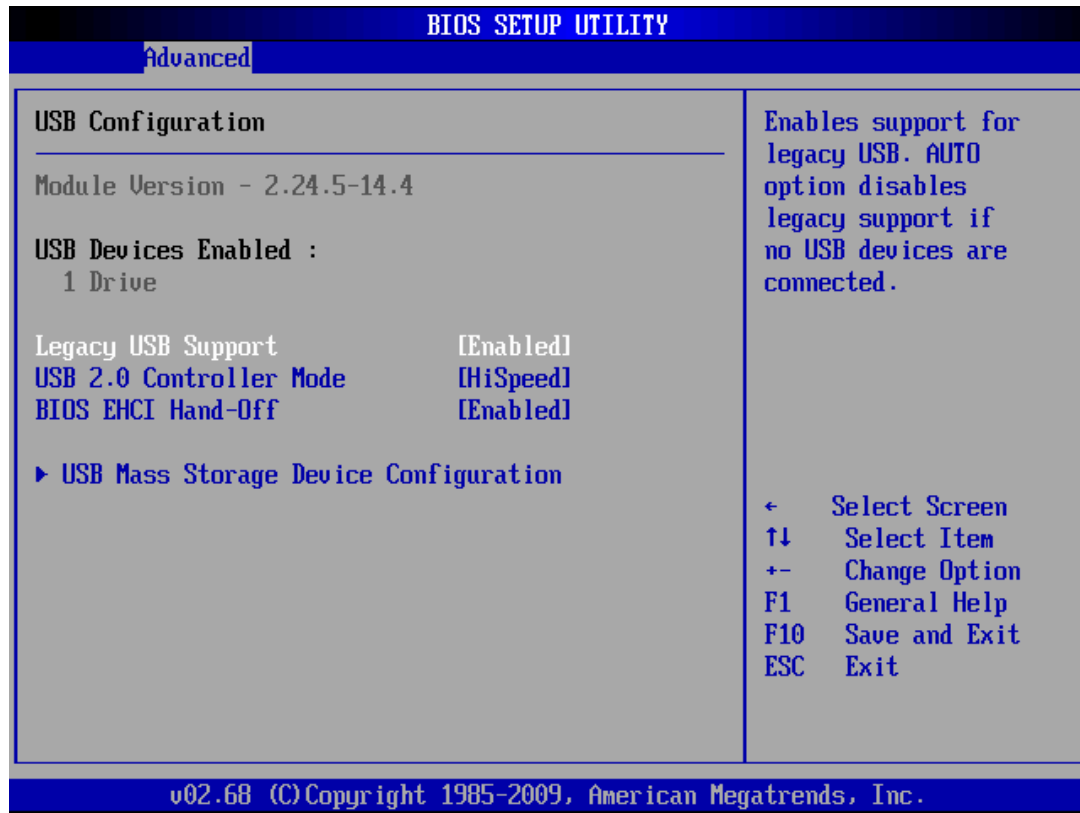 BIOS SETUP UTILITY
Advanced
USB Configuration
Module Version - 2.24.5-14.4
USB Devices Enabled :
1 Drive
Legacy USB Support [Enabled]
USB 2.0 Controller Mode [HiSpeed]
BIOS EHCI Hand-Off [Enabled]
▶ USB Mass Storage Device Configuration
Enables support for
legacy USB. AUTO
option disables
legacy support if
no USB devices are
connected.
← Select Screen
↑↓ Select Item
+- Change Option
F1 General Help
F10 Save and Exit
ESC Exit
v02.68 (C)Copyright 1985-2009, American Megatrends, Inc.